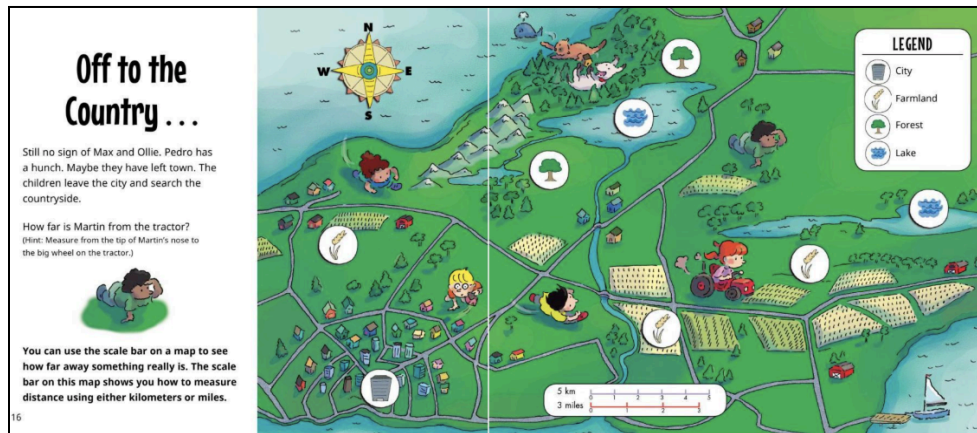 Off to the
Country . . .
Still no sign of Max and Ollie. Pedro has
a hunch. Maybe they have left town. The
children leave the city and search the
countryside.
How far is Martin from the tractor?
(Hint: Measure from the tip of Martin's nose to
the big wheel on the tractor.)
You can use the scale bar on a map to see
how far away something really is. The scale
bar on this map shows you how to measure
distance using either kilometers or miles.
16
N
W E
S
LEGEND
City
Farmland
Forest
Lake
5 km
0 1 2 3 4 5
3 miles
0 1 2 3